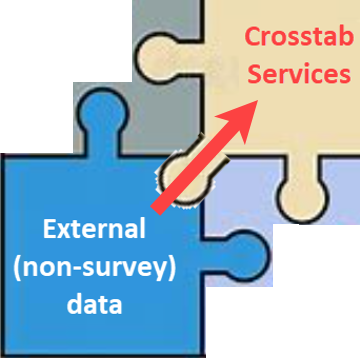 Crosstab
Services
External
(non-survey)
data